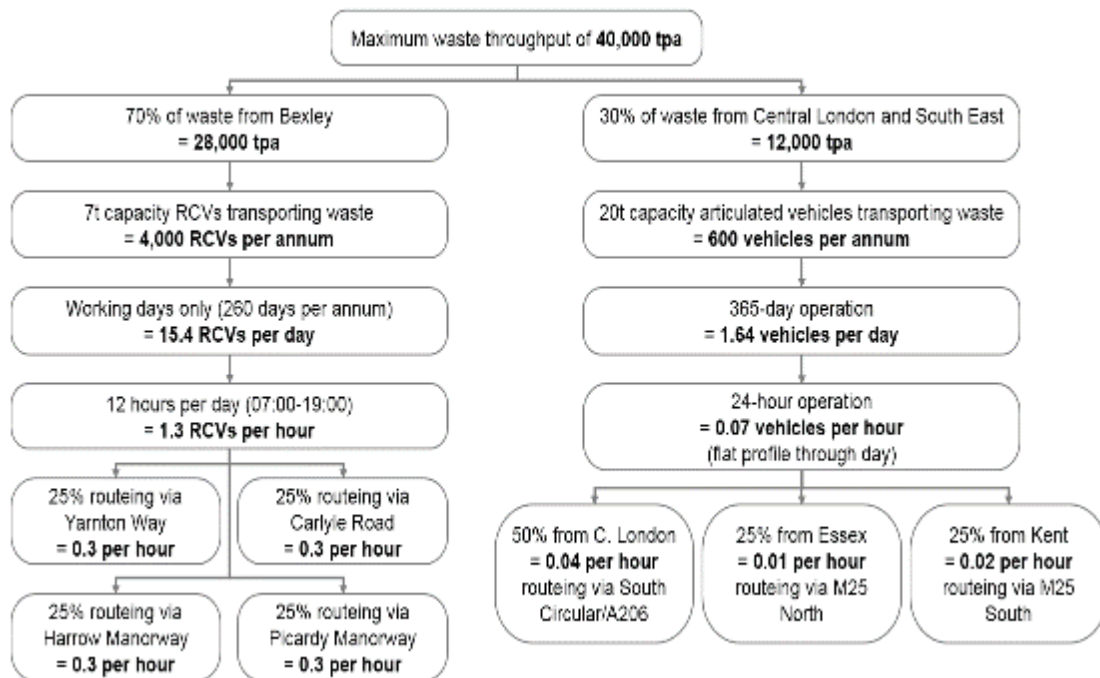 Maximum waste throughput of 40,000 tpa
70% of waste from Bexley
= 28,000 tpa
30% of waste from Central London and South East
= 12,000 tpa
7t capacity RCVs transporting waste
= 4,000 RCVs per annum
20t capacity articulated vehicles transporting waste
= 600 vehicles per annum
Working days only (260 days per annum)
= 15.4 RCVs per day
365-day operation
= 1.64 vehicles per day
12 hours per day (07:00-19:00)
= 1.3 RCVs per hour
24-hour operation
= 0.07 vehicles per hour
(flat profile through day)
25% routeing via
Yarnton Way
= 0.3 per hour
25% routeing via
Carlyle Road
= 0.3 per hour
50% from C. London
= 0.04 per hour
routeing via South
Circular/A206
25% from Essex
= 0.01 per hour
routeing via M25
North
25% from Kent
= 0.02 per hour
routeing via M25
South
25% routeing via
Harrow Manorway
= 0.3 per hour
25% routeing via
Picardy Manorway
= 0.3 per hour